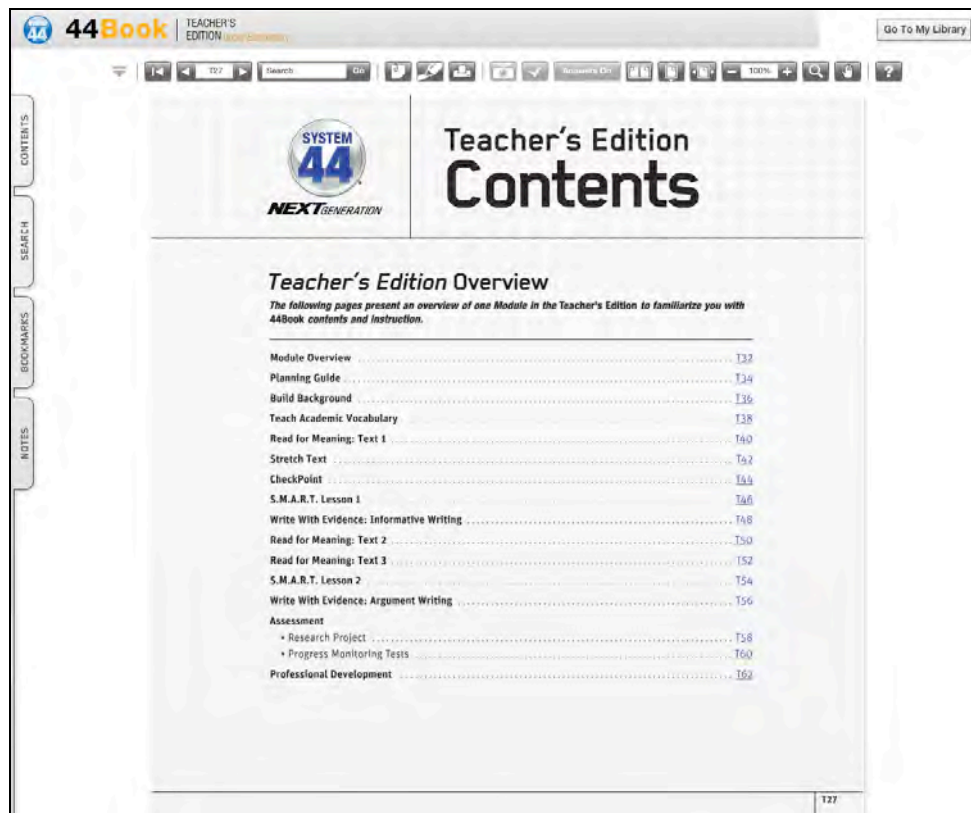 44 44Book TEACHER'S
EDITION Upper Elementary
Go To My Library
T27 Search Go Answers On 100% ?
CONTENTS
SEARCH
BOOKMARKS
NOTES
SYSTEM
44
NEXT GENERATION
Teacher's Edition
Contents
Teacher's Edition Overview
The following pages present an overview of one Module in the Teacher's Edition to familiarize you with
44Book contents and instruction.
Module Overview T32
Planning Guide T34
Build Background T36
Teach Academic Vocabulary T38
Read for Meaning: Text 1 T40
Stretch Text T42
CheckPoint T44
S.M.A.R.T. Lesson 1 T46
Write With Evidence: Informative Writing T48
Read for Meaning: Text 2 T50
Read for Meaning: Text 3 T52
S.M.A.R.T. Lesson 2 T54
Write With Evidence: Argument Writing T56
Assessment
• Research Project T58
• Progress Monitoring Tests T60
Professional Development T62
T27